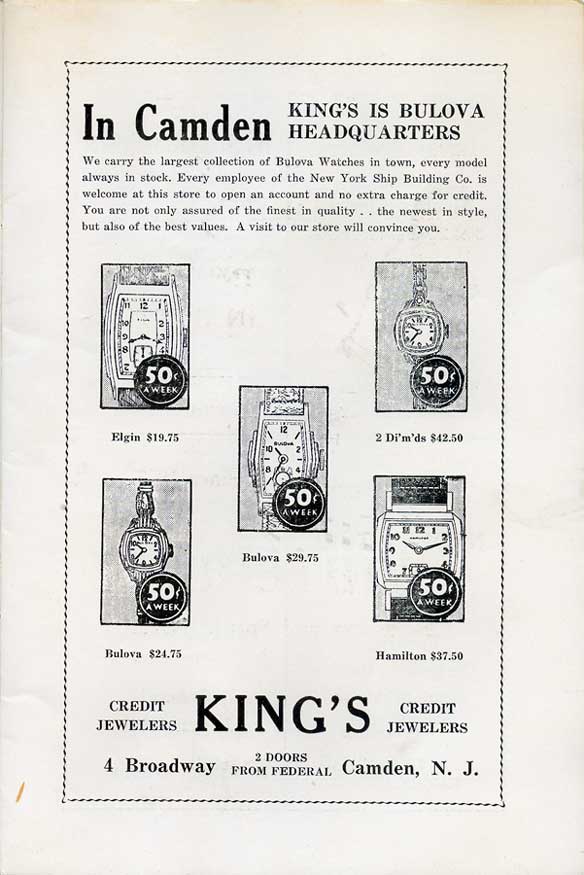 In Camden KING'S IS BULOVA
HEADQUARTERS
We carry the largest collection of Bulova Watches in town, every model
always in stock. Every employee of the New York Ship Building Co. is
welcome at this store to open an account and no extra charge for credit.
You are not only assured of the finest in quality . . the newest in style,
but also of the best values. A visit to our store will convince you.
ELGIN
50¢
A WEEK
Elgin $19.75
50¢
A WEEK
2 Di'm'ds $42.50
BULOVA
50¢
A WEEK
Bulova $29.75
50¢
A WEEK
Bulova $24.75
HAMILTON
50¢
A WEEK
Hamilton $37.50
CREDIT
JEWELERS
KING'S
CREDIT
JEWELERS
4 Broadway
2 DOORS
FROM FEDERAL
Camden, N. J.